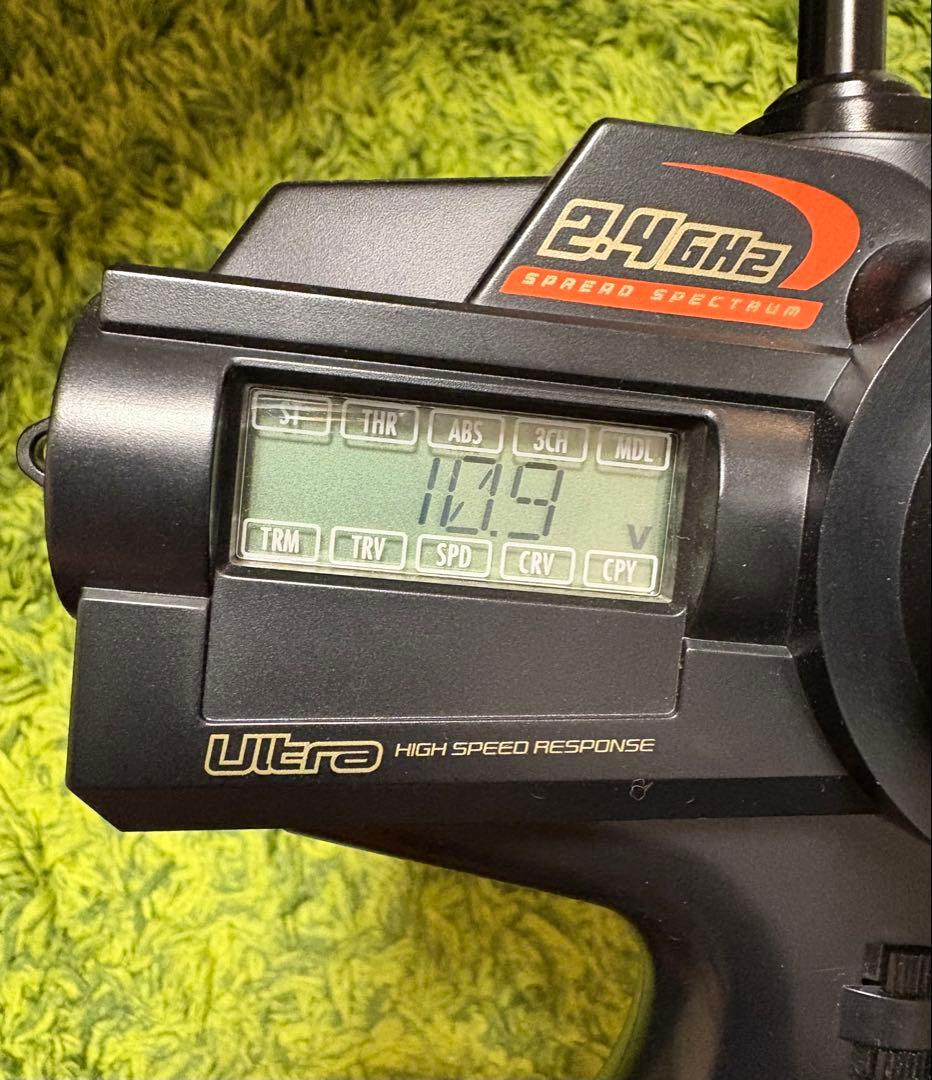 2.4GHz
SPREAD SPECTRUM
ST THR ABS 3CH MDL
10.9 V
TRM TRV SPD CRV CPY
Ultra HIGH SPEED RESPONSE